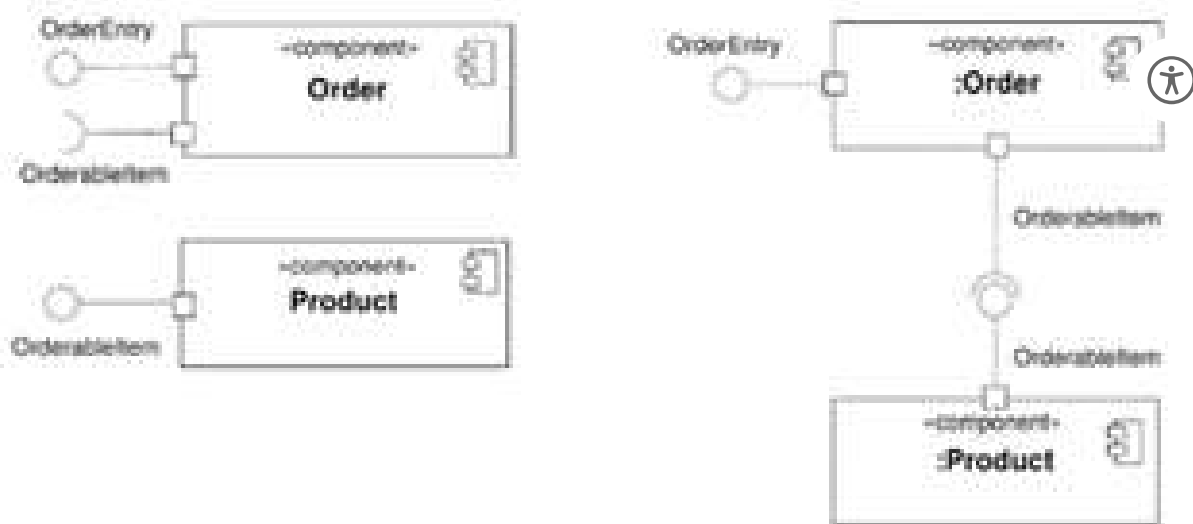 OrderEntry
«component»
Order
OrderableItem
«component»
Product
OrderableItem
OrderEntry
«component»
:Order
OrderableItem
OrderableItem
«component»
:Product